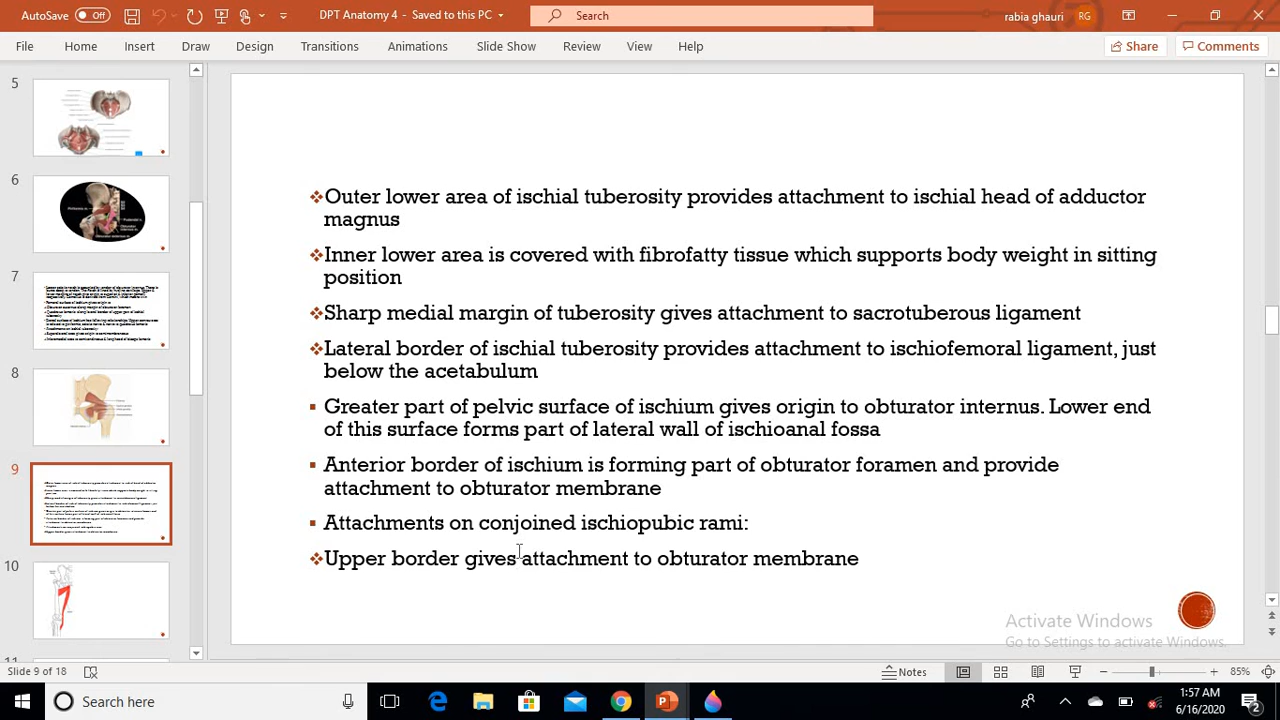 AutoSave Off DPT Anatomy 4 - Saved to this PC Search rabia ghauri RG
File Home Insert Draw Design Transitions Animations Slide Show Review View Help Share Comments
5
6
7
8
9
10
Outer lower area of ischial tuberosity provides attachment to ischial head of adductor
magnus
Inner lower area is covered with fibrofatty tissue which supports body weight in sitting
position
Sharp medial margin of tuberosity gives attachment to sacrotuberous ligament
Lateral border of ischial tuberosity provides attachment to ischiofemoral ligament, just
below the acetabulum
Greater part of pelvic surface of ischium gives origin to obturator internus. Lower end
of this surface forms part of lateral wall of ischioanal fossa
Anterior border of ischium is forming part of obturator foramen and provide
attachment to obturator membrane
Attachments on conjoined ischiopubic rami:
Upper border gives attachment to obturator membrane
Activate Windows
Go to Settings to activate Windows.
Slide 9 of 18 Notes 85%
Search here 1:57 AM
6/16/2020 2